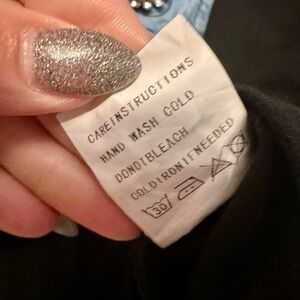 CAREINSTRUCTIONS
HAND WASH COLD
DONOTBLEACH
COLDIRONIFNEEDED
30